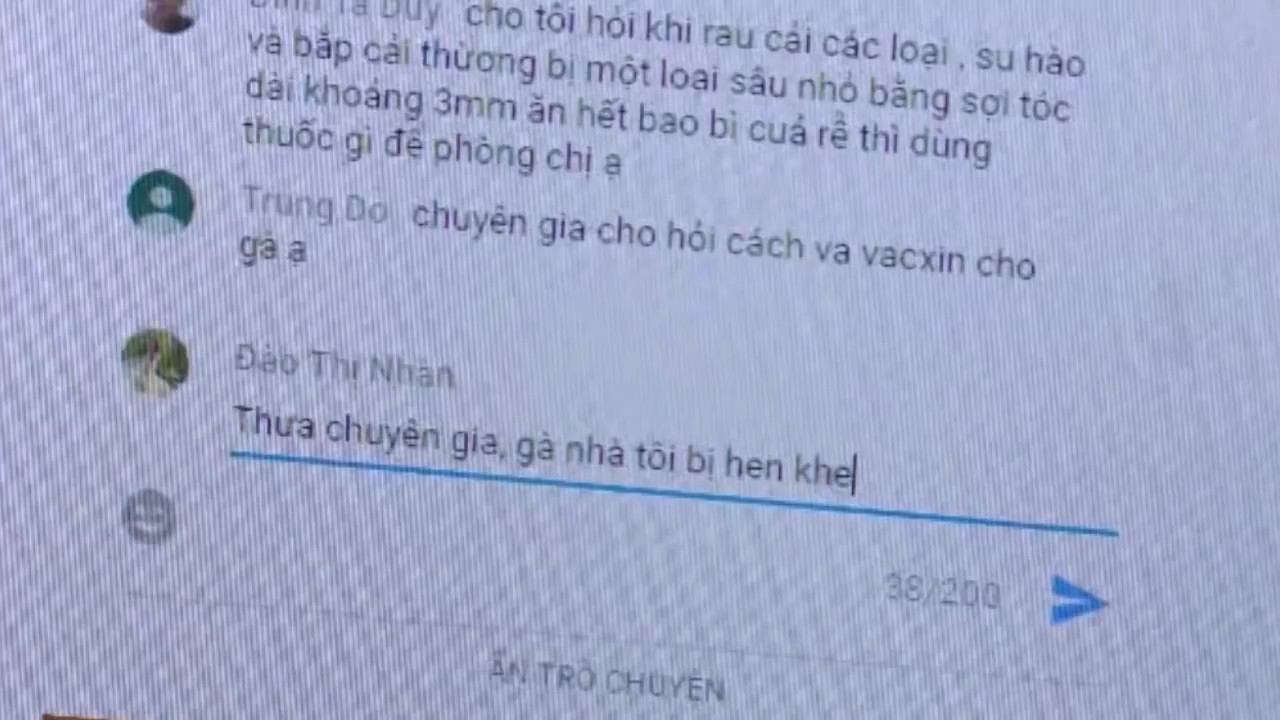 Duy cho tôi hỏi khi rau cải các loại , su hào
và bắp cải thường bị một loại sâu nhỏ bằng sợi tóc
dài khoảng 3mm ăn hết bao bì cuả rễ thì dùng
thuốc gì để phòng chị ạ
Trung Do chuyên gia cho hỏi cách va vacxin cho
gà ạ
Đào Thị Nhàn
Thưa chuyên gia, gà nhà tôi bị hen khe
38/200
ẨN TRÒ CHUYỆN